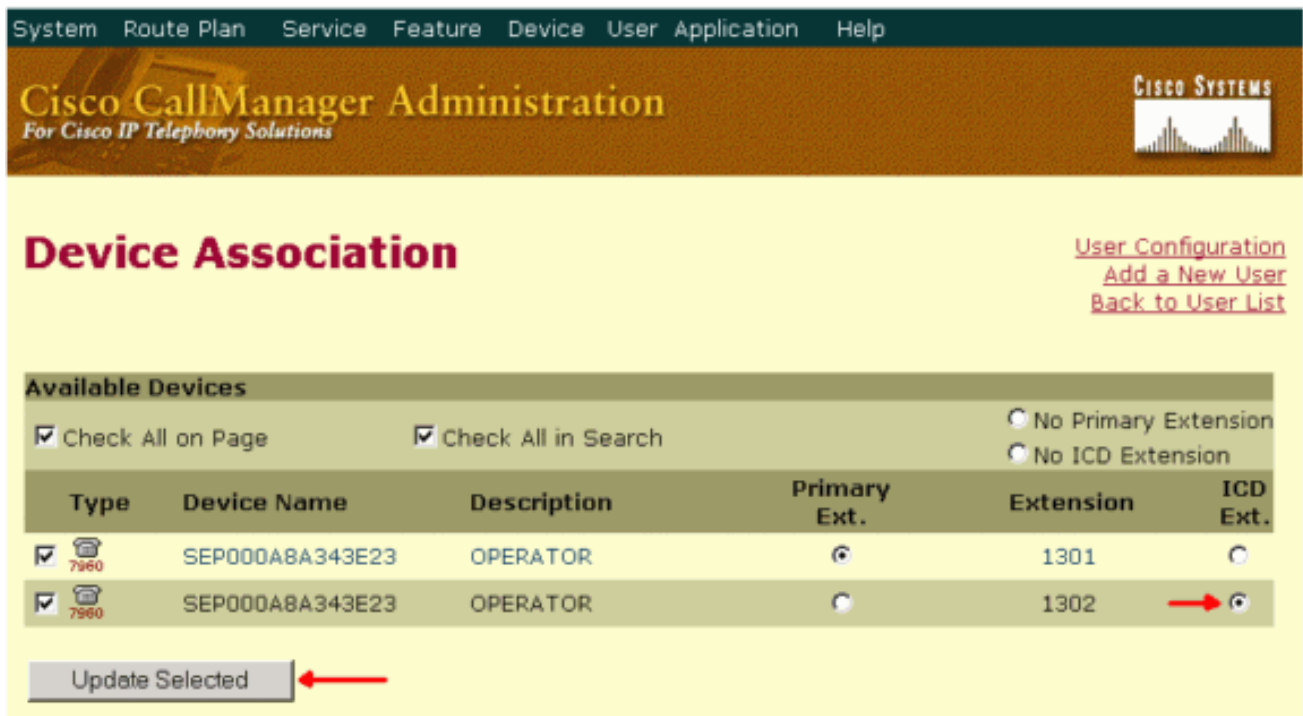 System Route Plan Service Feature Device User Application Help
Cisco CallManager Administration
For Cisco IP Telephony Solutions
CISCO SYSTEMS
Device Association
User Configuration
Add a New User
Back to User List
Available Devices
Check All on Page Check All in Search
No Primary Extension
No ICD Extension
Type Device Name Description Primary Ext. Extension ICD Ext.
7960 SEP000A8A343E23 OPERATOR 1301
7960 SEP000A8A343E23 OPERATOR 1302
Update Selected